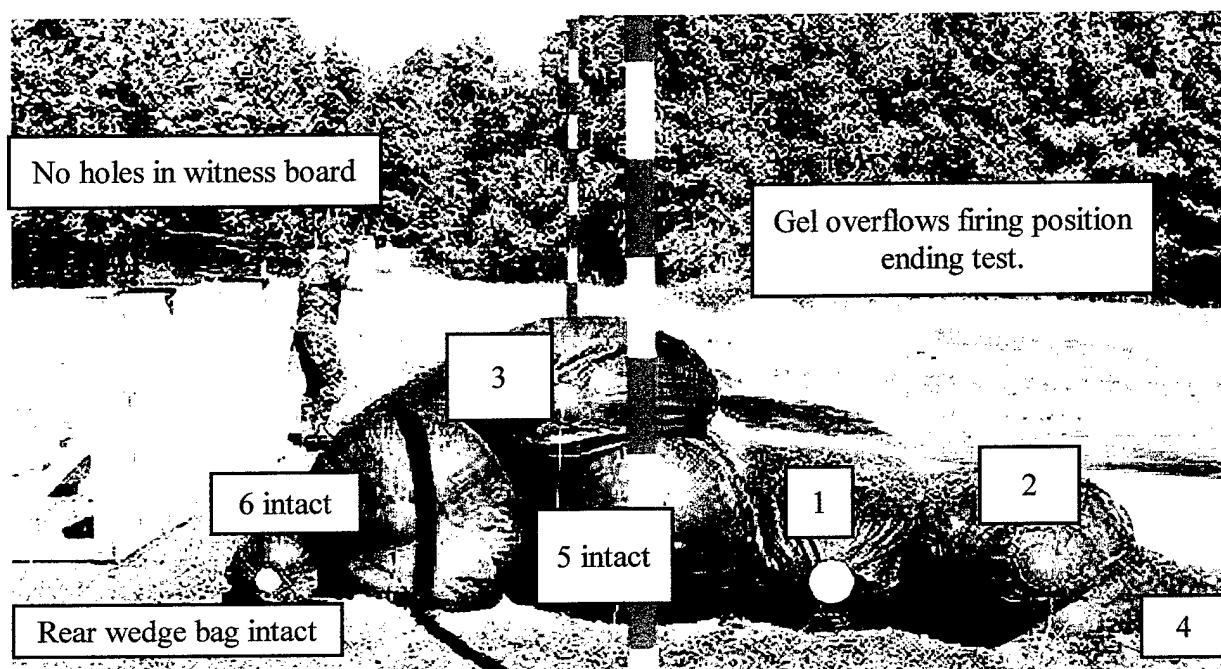 No holes in witness board
Gel overflows firing position
ending test.
3
6 intact
5 intact
1
2
Rear wedge bag intact
4